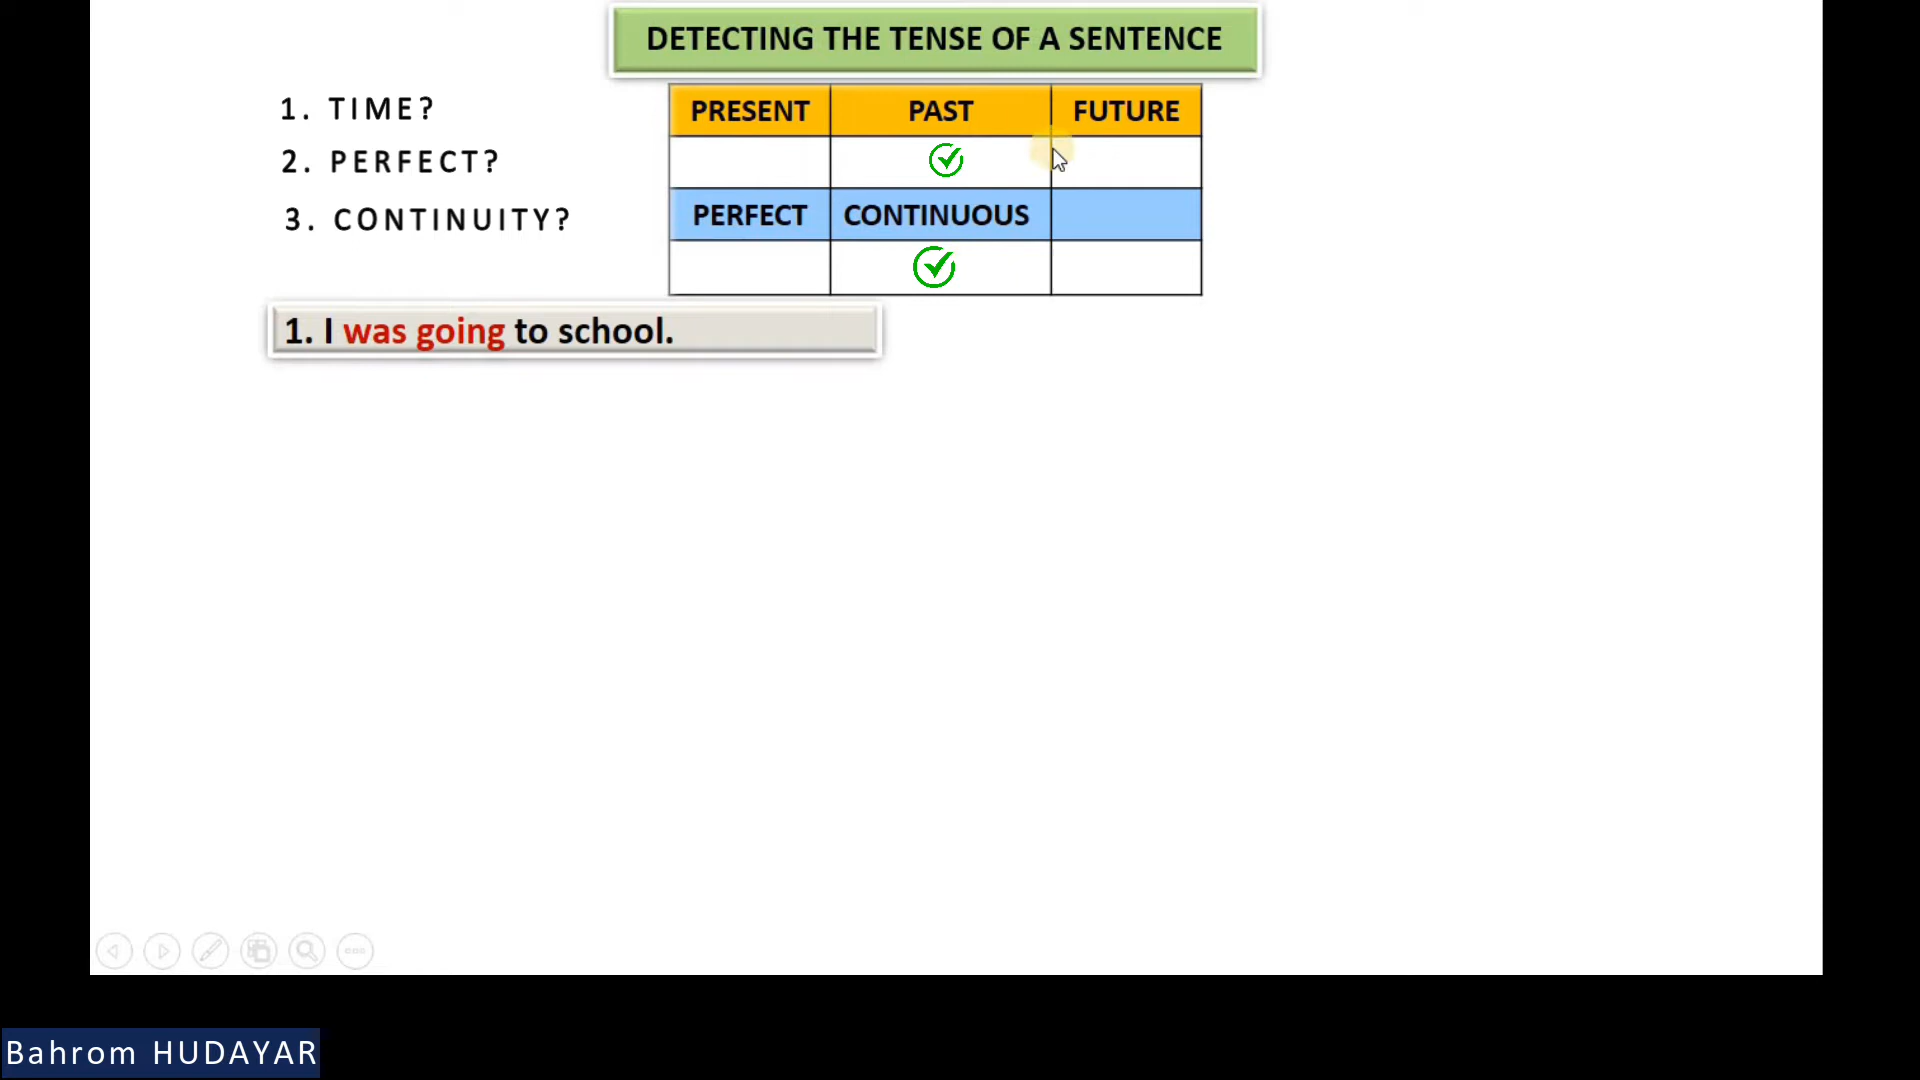 DETECTING THE TENSE OF A SENTENCE
1. TIME?
2. PERFECT?
3. CONTINUITY?
PRESENT PAST FUTURE
PERFECT CONTINUOUS
1. I was going to school.
Bahrom HUDAYAR